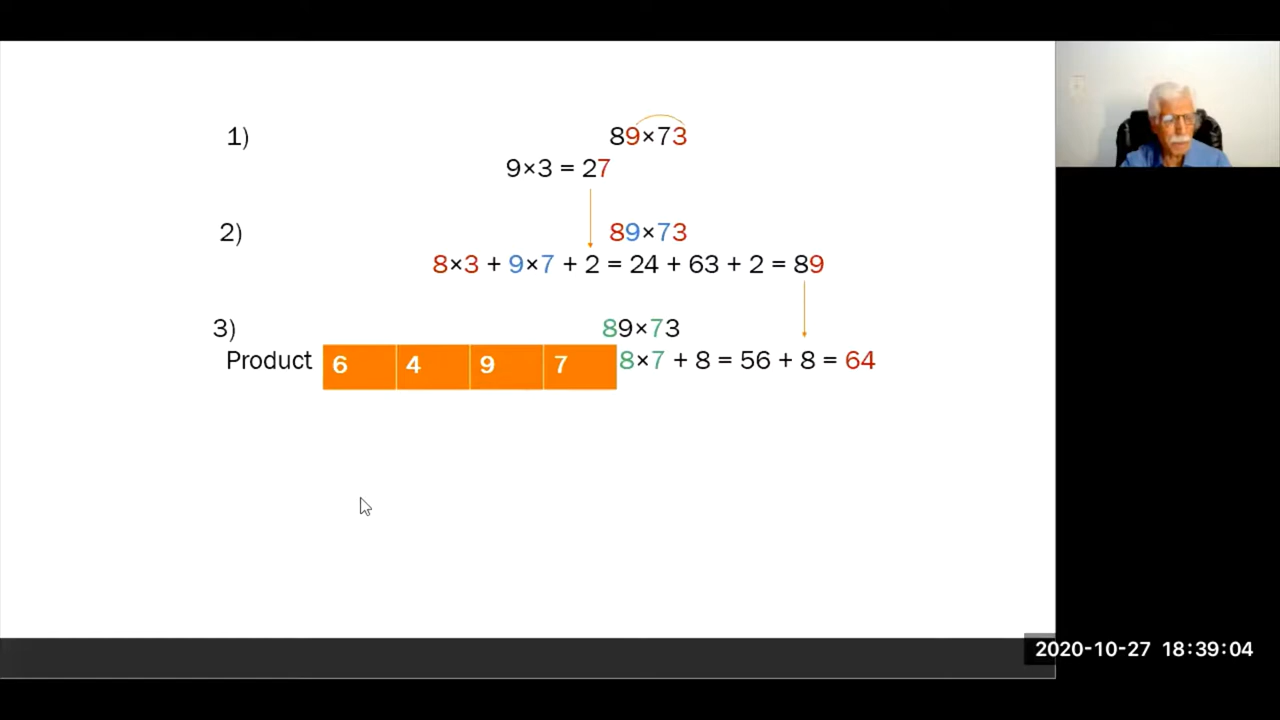 1) 89×73
9×3 = 27
2) 89×73
8×3 + 9×7 + 2 = 24 + 63 + 2 = 89
3) 89×73
Product 6 4 9 7 8×7 + 8 = 56 + 8 = 64
2020-10-27 18:39:04